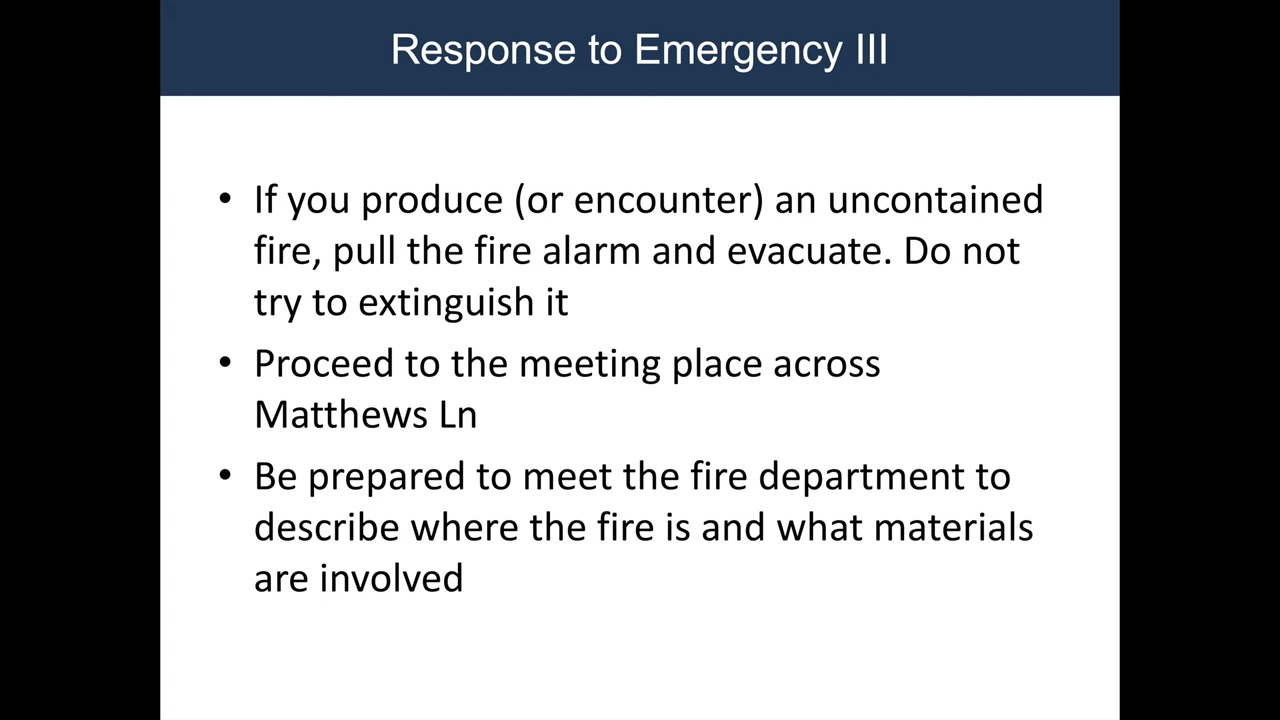 Response to Emergency III
• If you produce (or encounter) an uncontained
fire, pull the fire alarm and evacuate. Do not
try to extinguish it
• Proceed to the meeting place across
Matthews Ln
• Be prepared to meet the fire department to
describe where the fire is and what materials
are involved